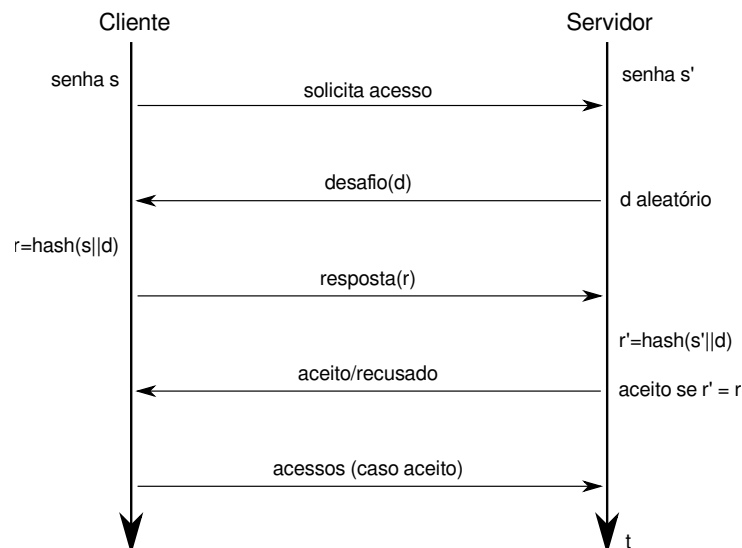 Cliente
Servidor
senha s
senha s'
solicita acesso
desafio(d)
d aleatório
r=hash(s||d)
resposta(r)
r'=hash(s'||d)
aceito/recusado
aceito se r' = r
acessos (caso aceito)
t